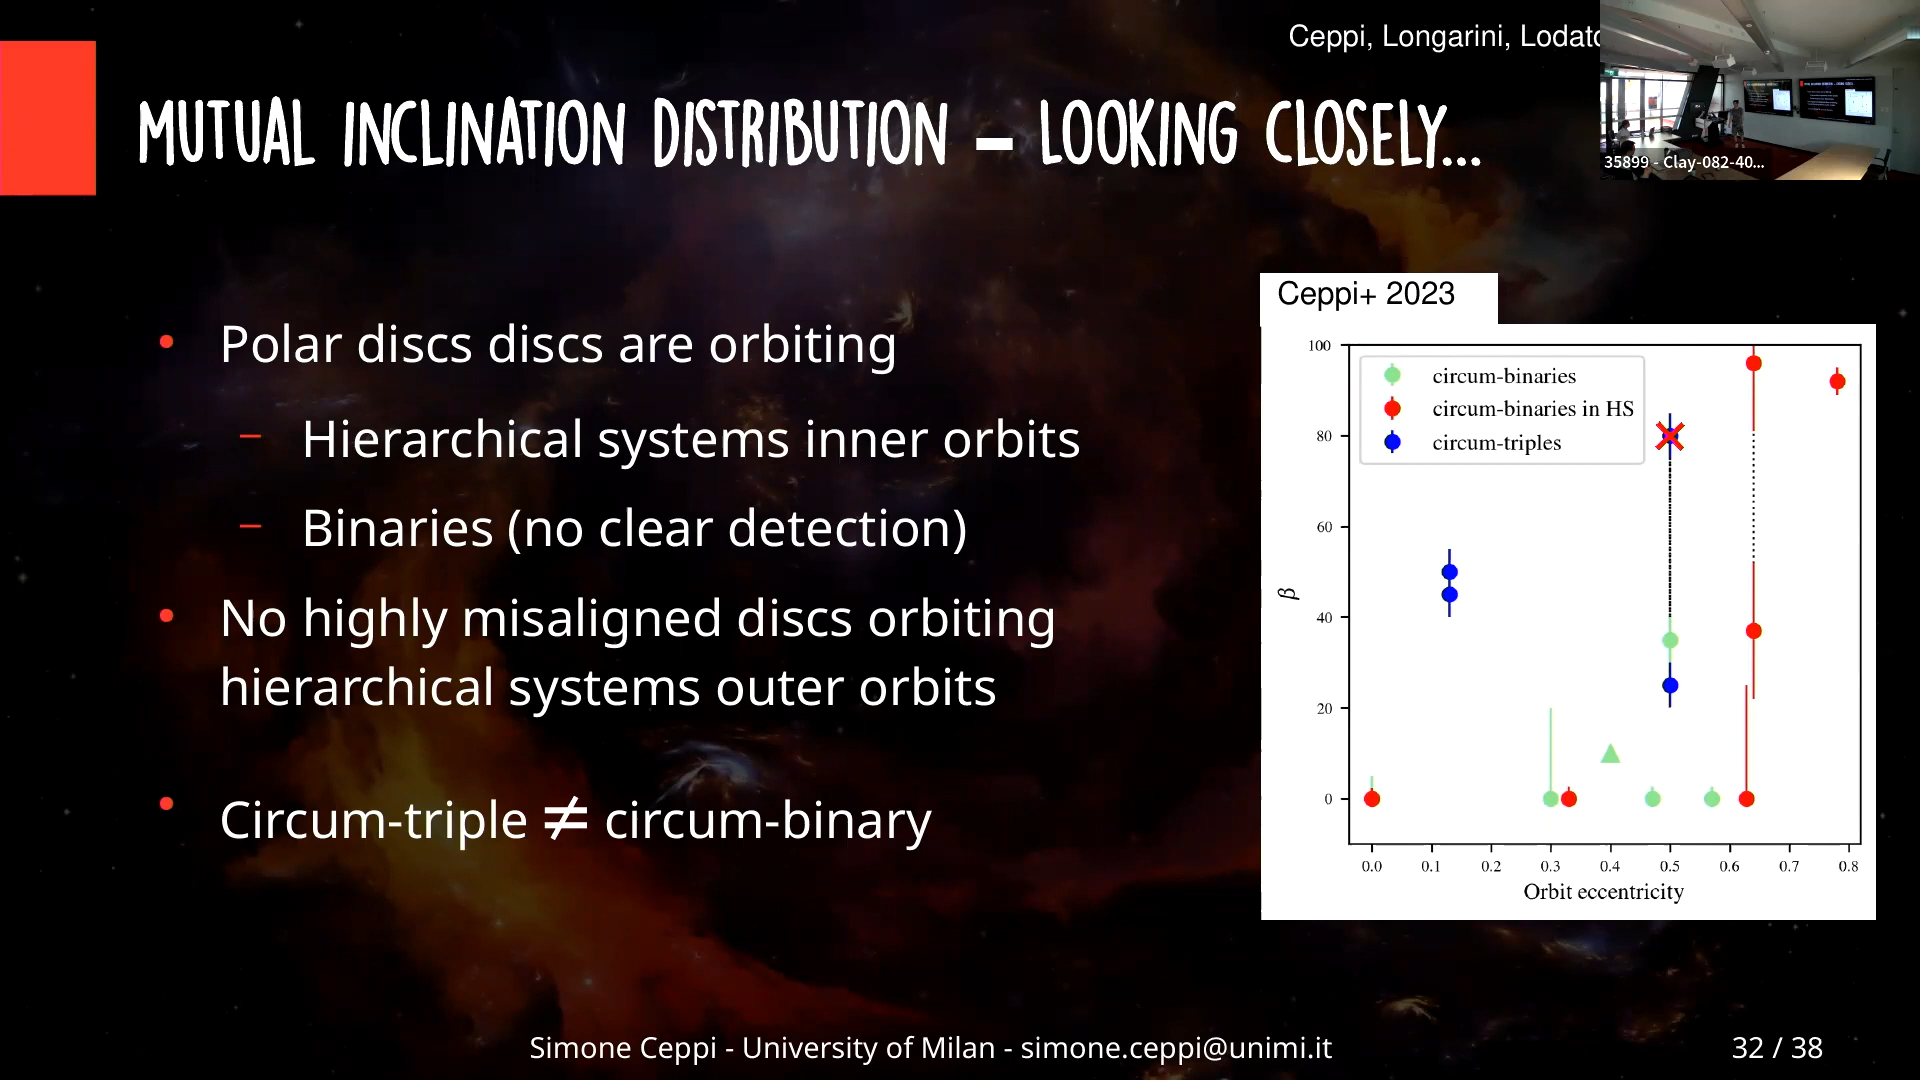 Ceppi, Longarini, Lodato
MUTUAL INCLINATION DISTRIBUTION – LOOKING CLOSELY...
35899 - Clay-082-40...
• Polar discs discs are orbiting
– Hierarchical systems inner orbits
– Binaries (no clear detection)
• No highly misaligned discs orbiting
hierarchical systems outer orbits
• Circum-triple ≠ circum-binary
Ceppi+ 2023
circum-binaries
circum-binaries in HS
circum-triples
100
80
60
40
20
0
β
0.0 0.1 0.2 0.3 0.4 0.5 0.6 0.7 0.8
Orbit eccentricity
Simone Ceppi - University of Milan - simone.ceppi@unimi.it
32 / 38